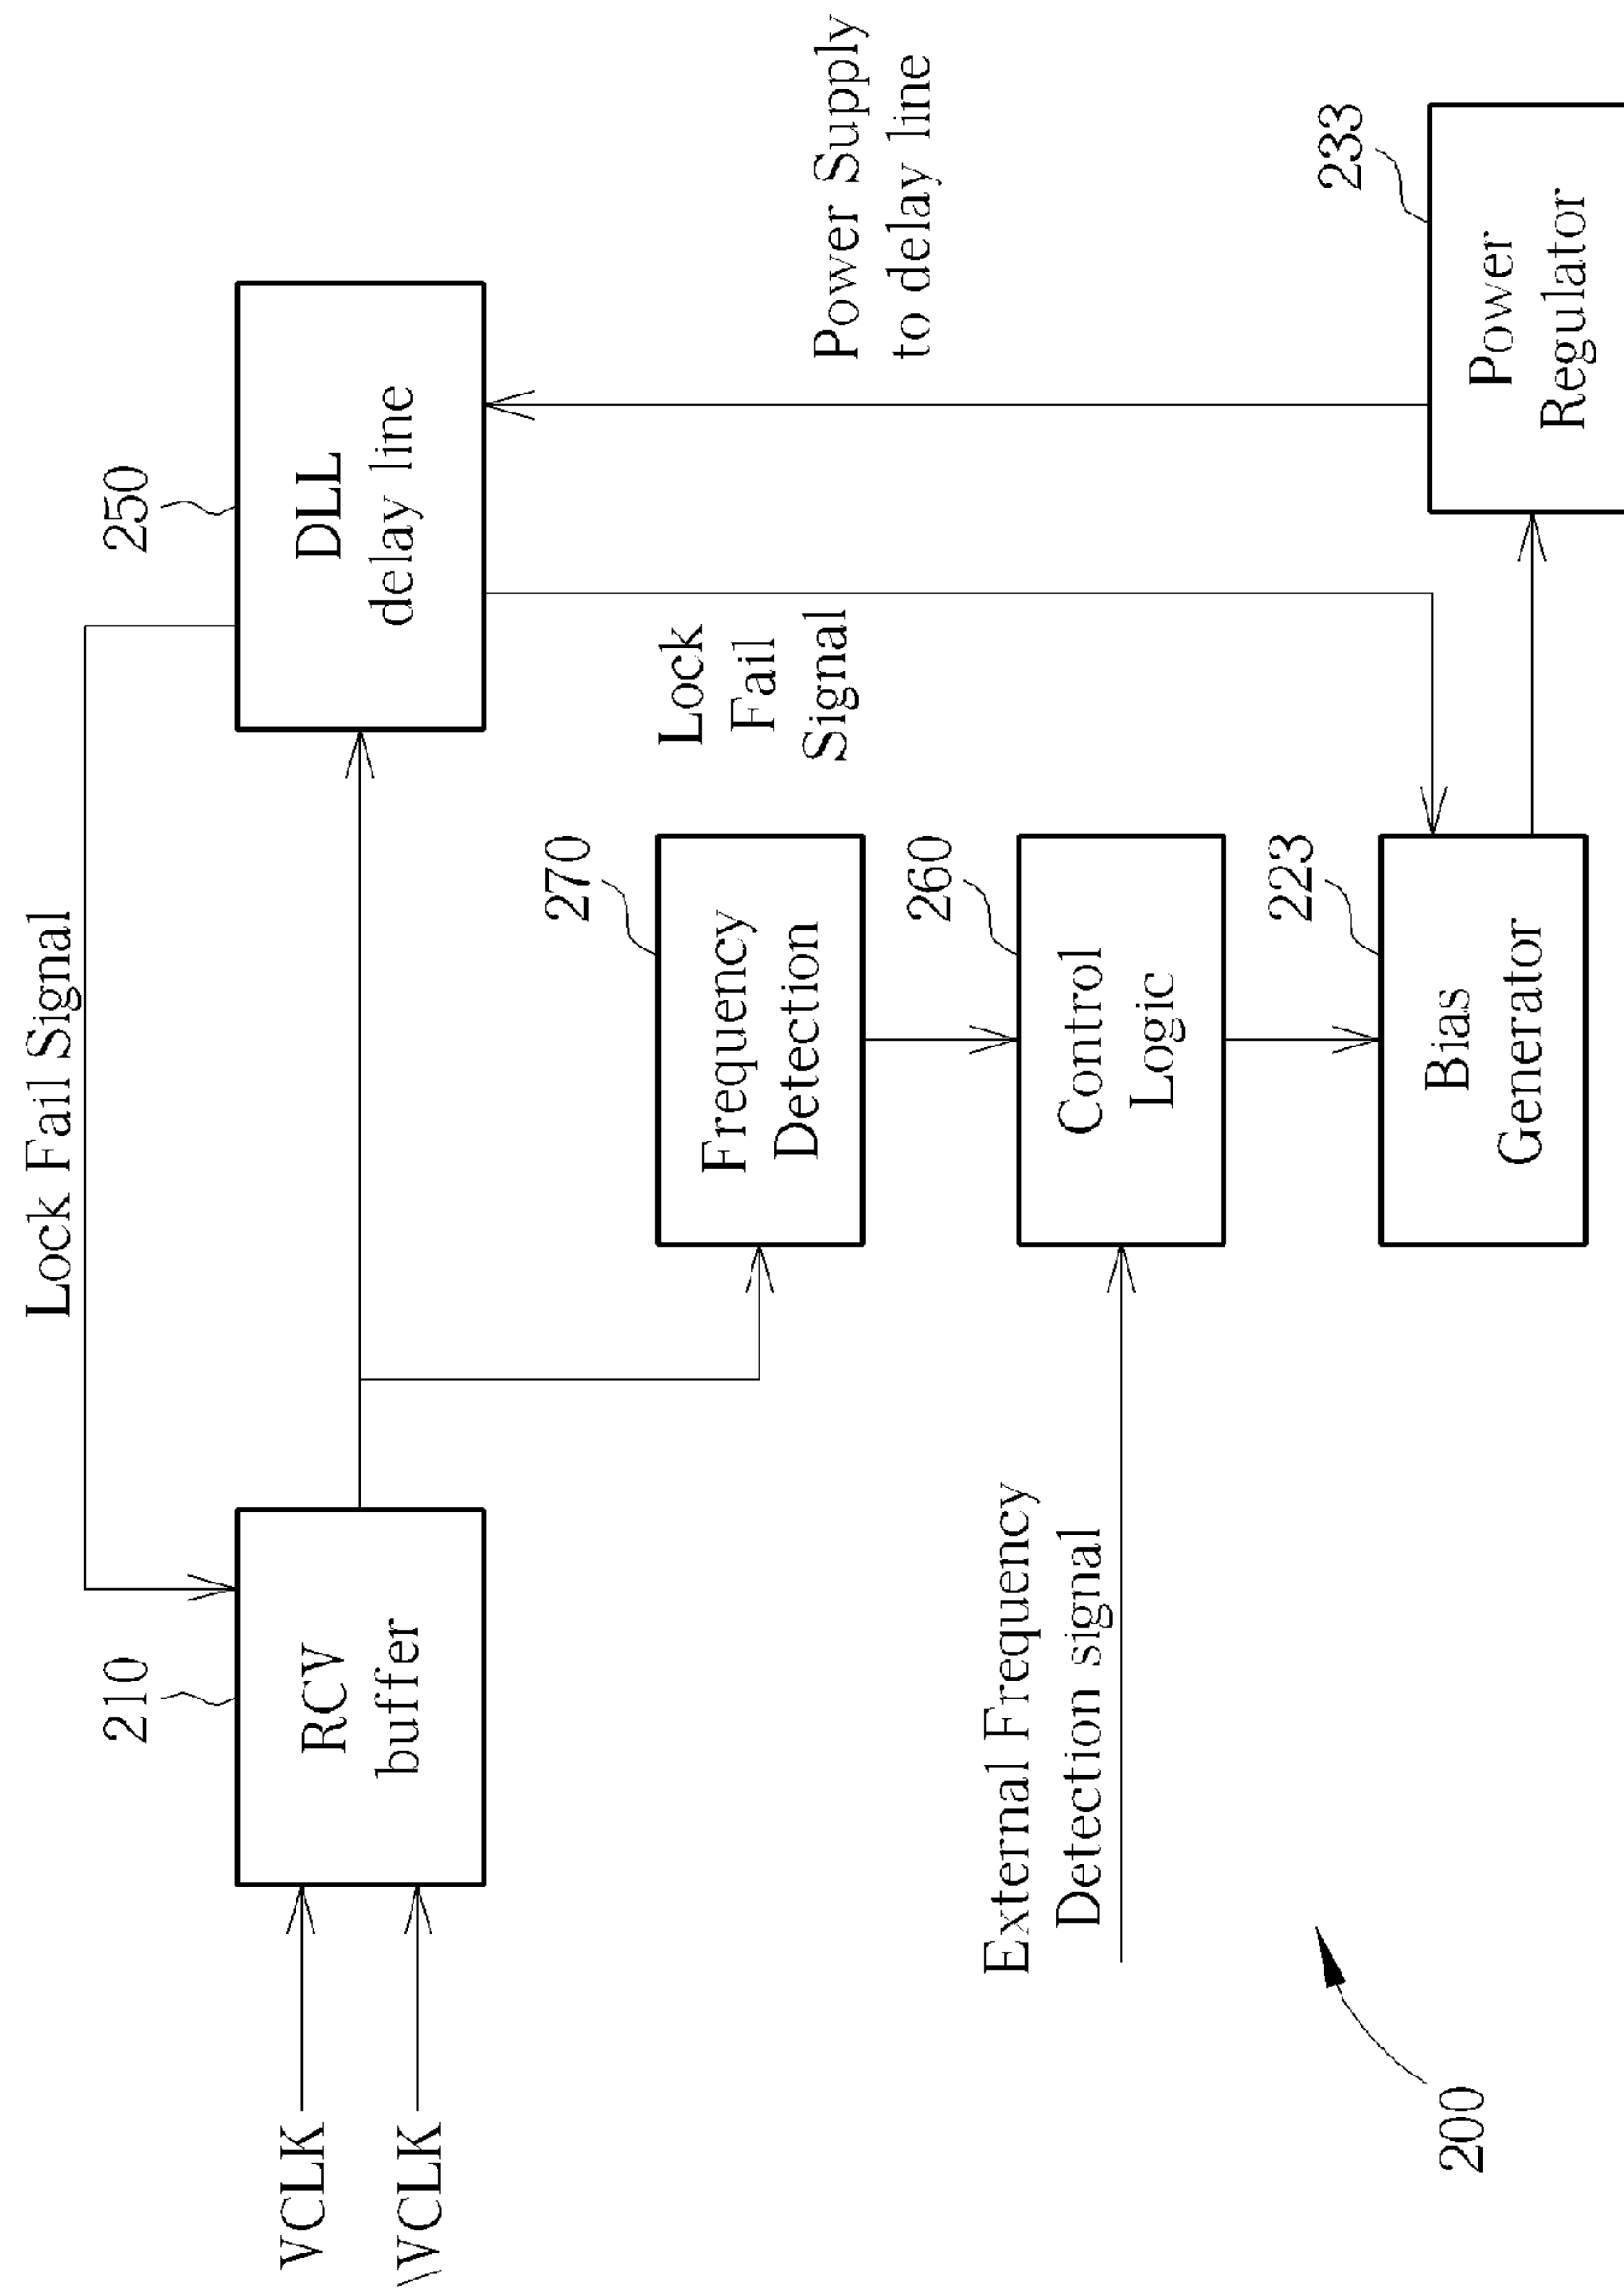 Lock Fail Signal
210
250
VCLK
\VCLK
RCV
buffer
DLL
delay line
270
Frequency
Detection
Lock
Fail
Signal
Power Supply
to delay line
External Frequency
Detection signal
260
Control
Logic
223
Bias
Generator
233
Power
Regulator
200